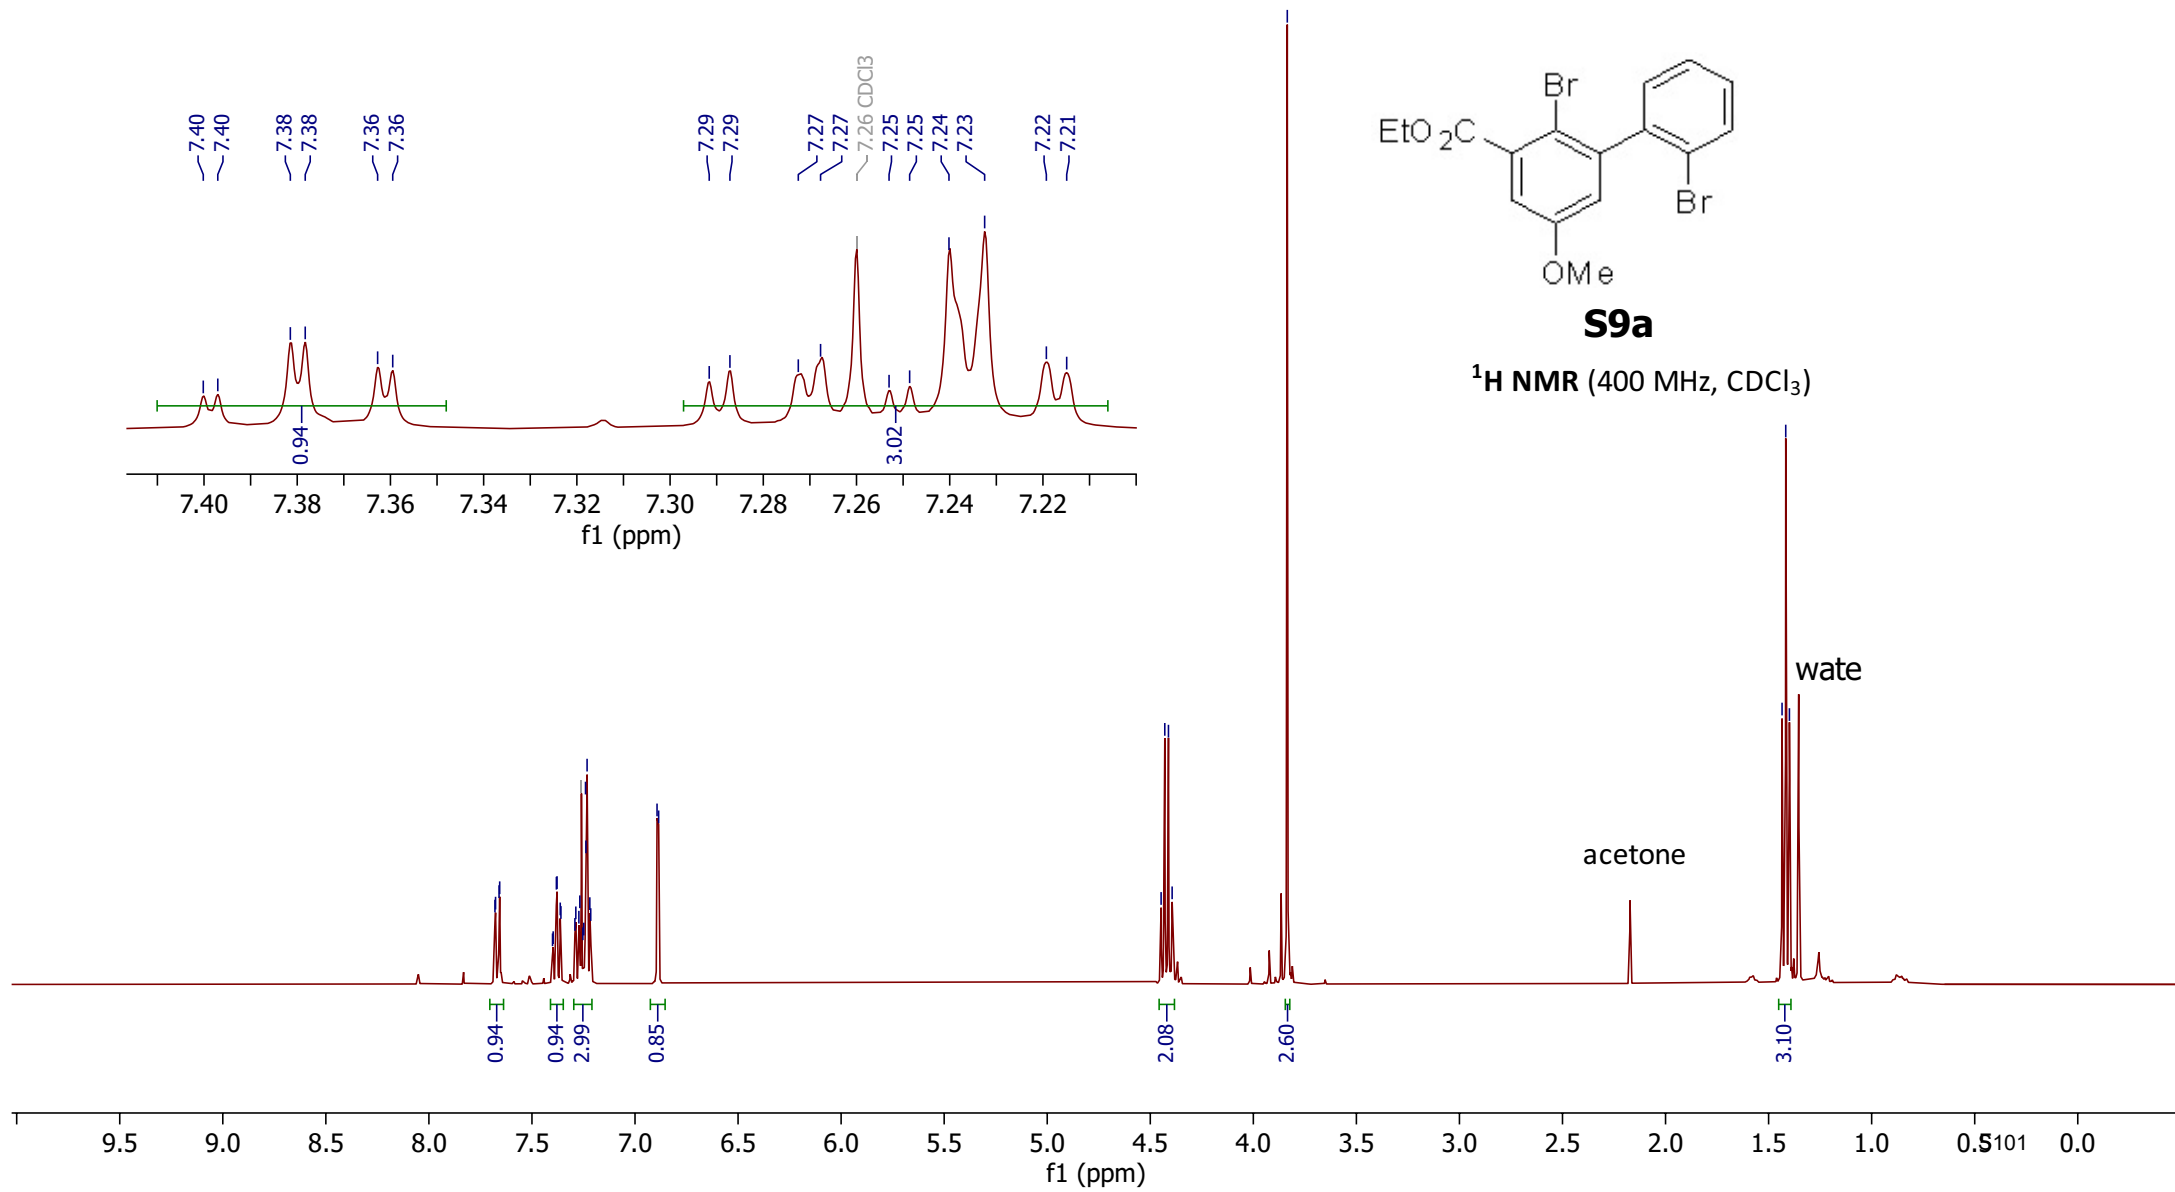 7.40
7.40
7.38
7.38
7.36
7.36
7.29
7.29
7.27
7.27
7.26 CDCl3
7.25
7.25
7.24
7.23
7.22
7.21
0.94
3.02
7.40 7.38 7.36 7.34 7.32 7.30 7.28 7.26 7.24 7.22
f1 (ppm)
Br
EtO₂C
Br
OMe
S9a
¹H NMR (400 MHz, CDCl₃)
wate
acetone
0.94
0.94
2.99
0.85
2.08
2.60
3.10
9.5 9.0 8.5 8.0 7.5 7.0 6.5 6.0 5.5 5.0 4.5 4.0 3.5 3.0 2.5 2.0 1.5 1.0 0.5 0.0
f1 (ppm)
S101